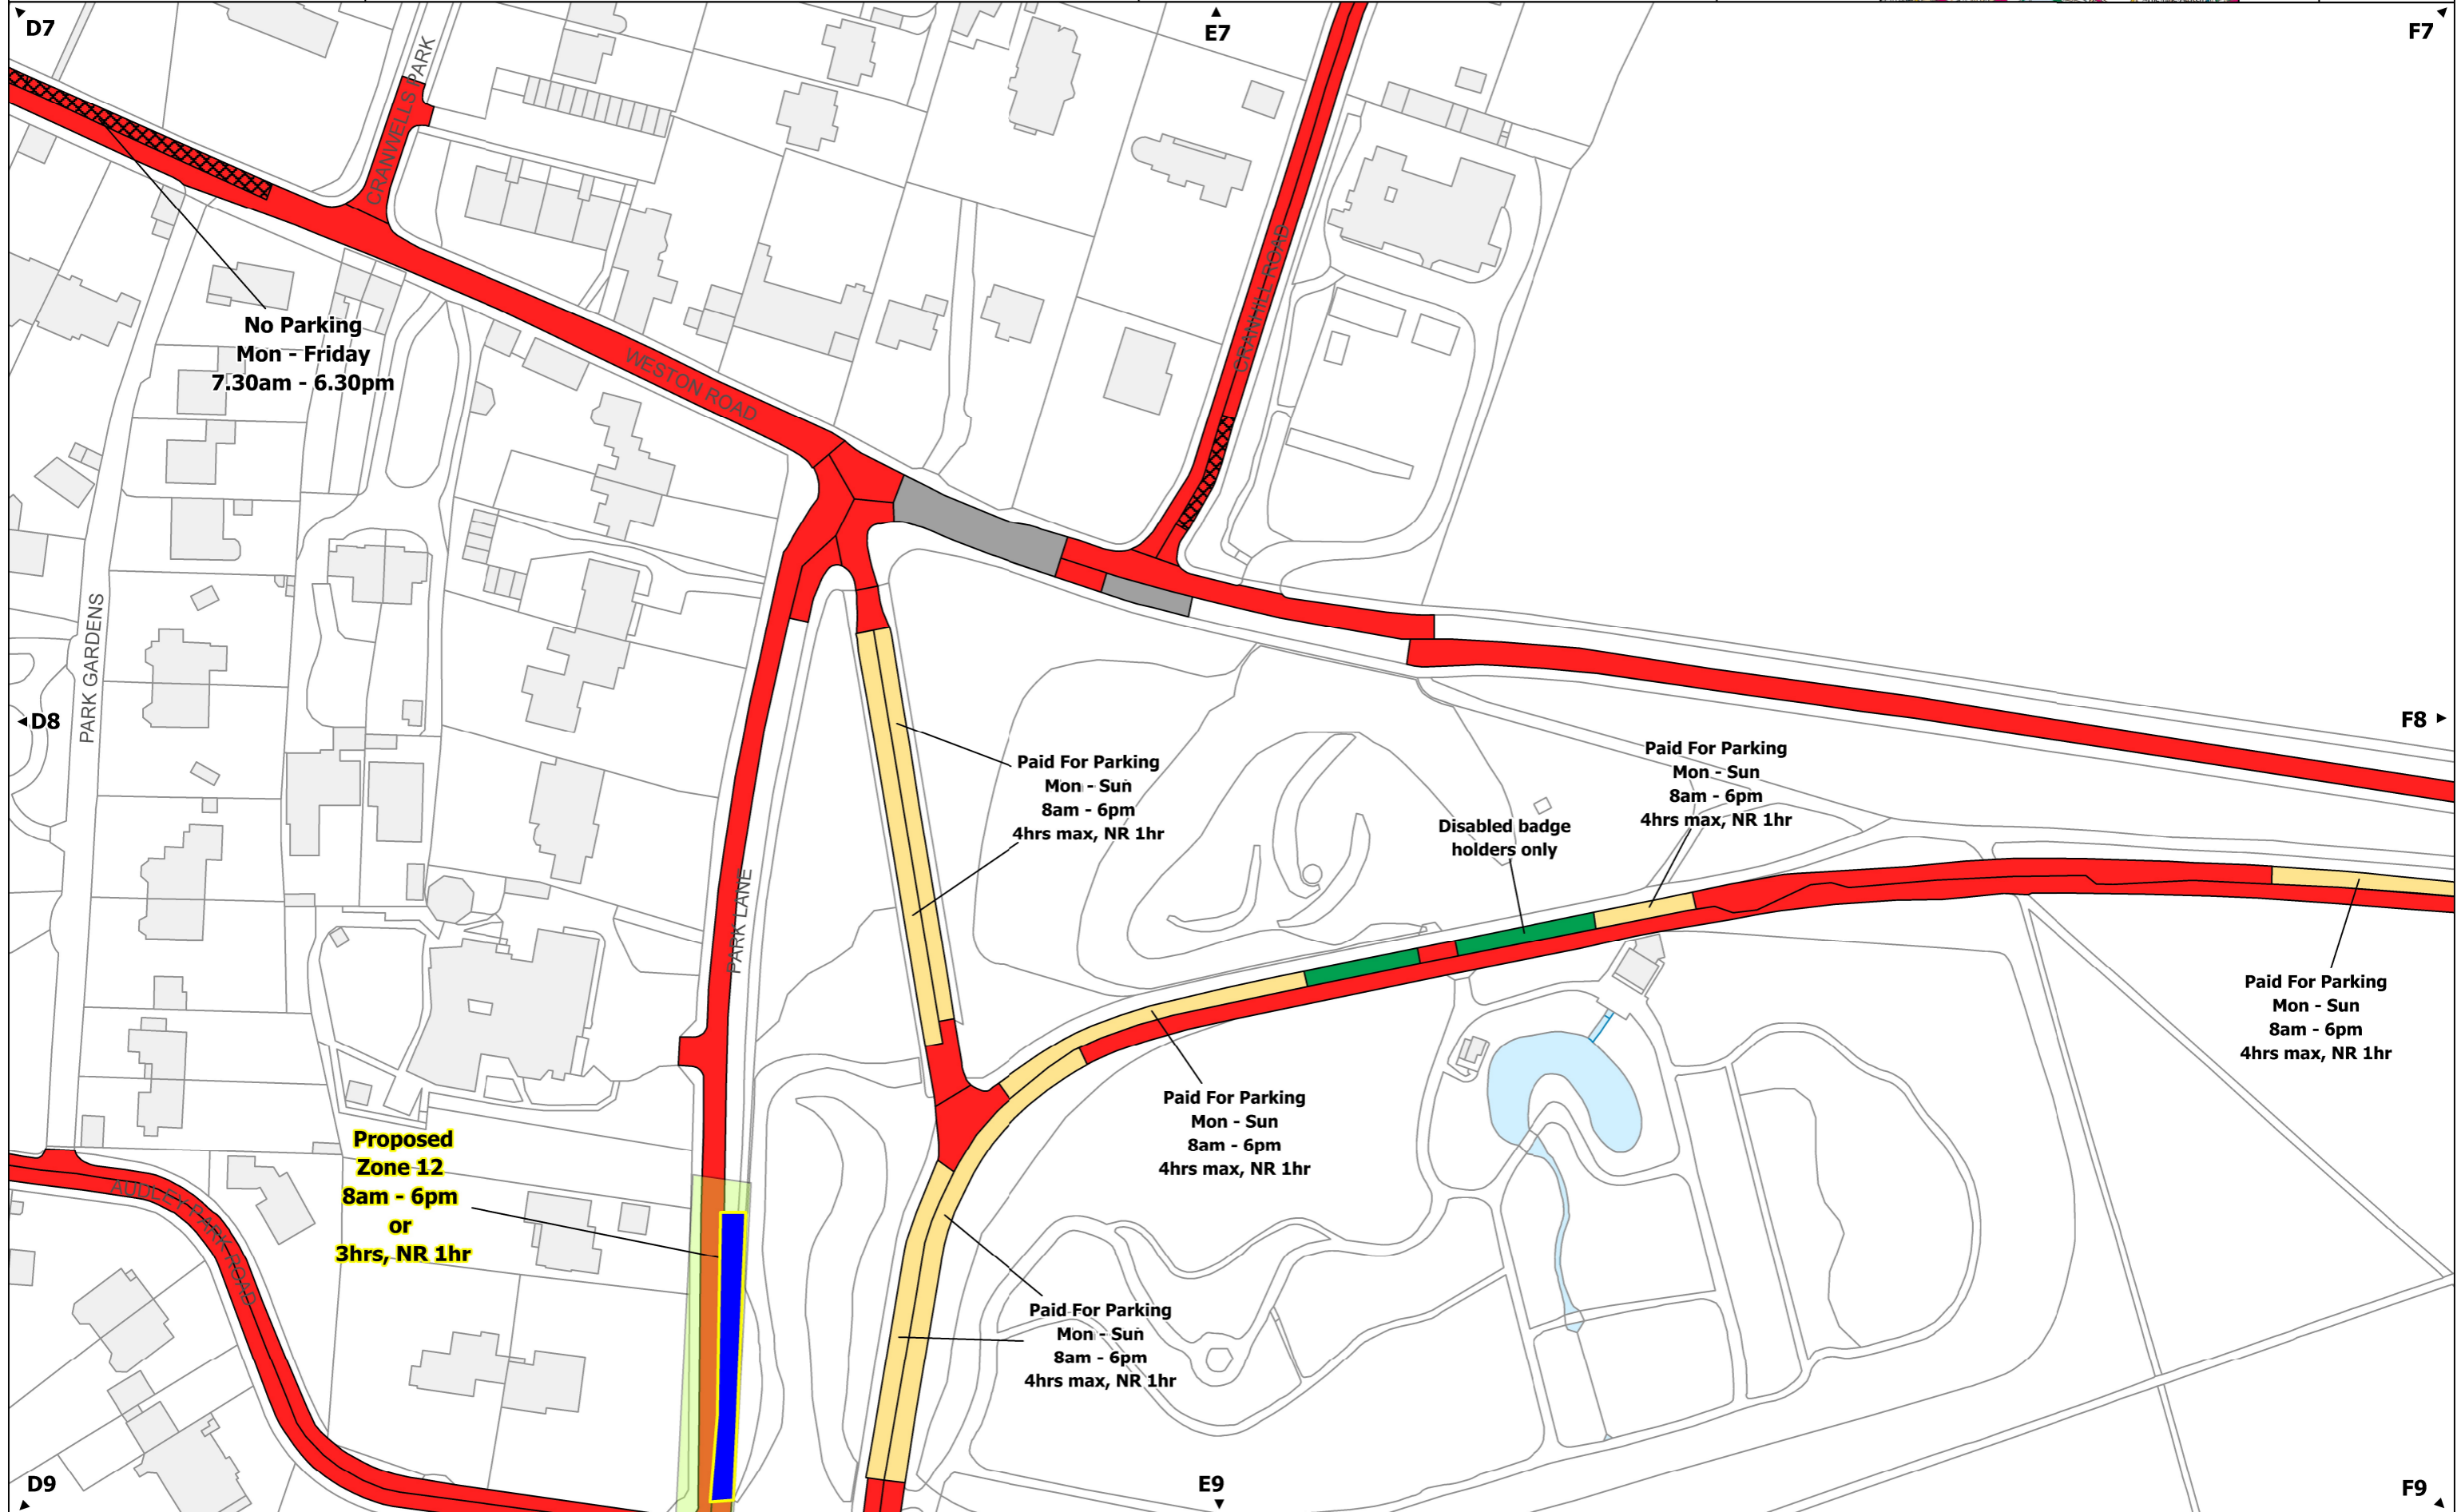 D7
E7
F7
CRANWELLS PARK
CRANHILL ROAD
No Parking
Mon - Friday
7.30am - 6.30pm
WESTON ROAD
PARK GARDENS
D8
F8
Paid For Parking
Mon - Sun
8am - 6pm
4hrs max, NR 1hr
Paid For Parking
Mon - Sun
8am - 6pm
4hrs max, NR 1hr
Disabled badge
holders only
PARK LANE
Paid For Parking
Mon - Sun
8am - 6pm
4hrs max, NR 1hr
Paid For Parking
Mon - Sun
8am - 6pm
4hrs max, NR 1hr
Proposed
Zone 12
8am - 6pm
or
3hrs, NR 1hr
AUDLEY PARK ROAD
Paid For Parking
Mon - Sun
8am - 6pm
4hrs max, NR 1hr
D9
E9
F9